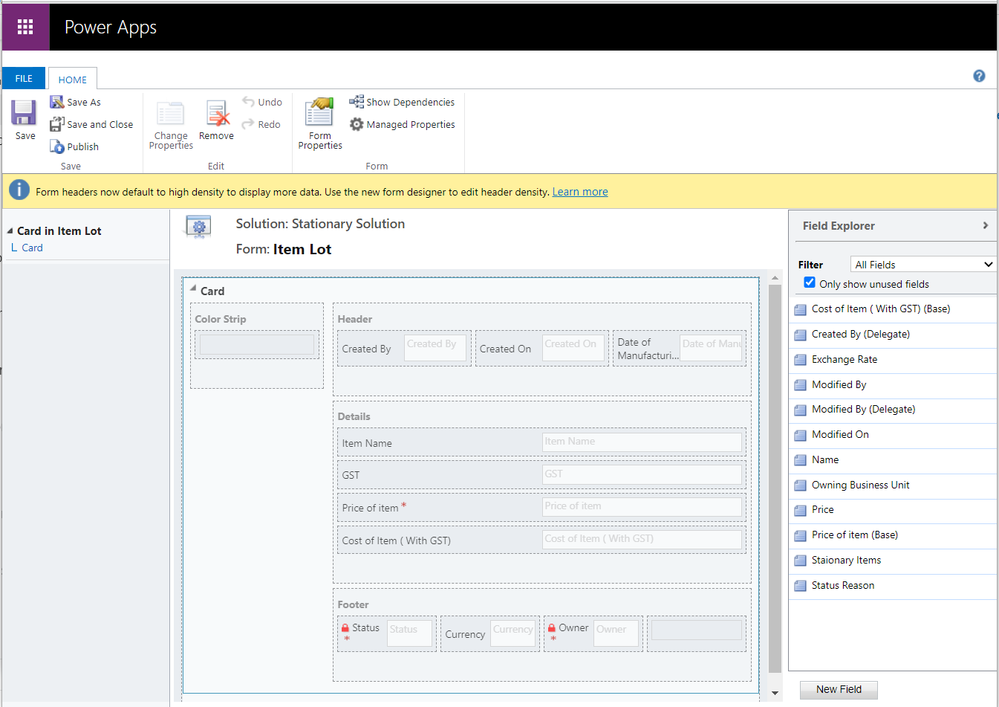 Power Apps
FILE
HOME
Save
Save As
Save and Close
Publish
Save
Change
Properties
Remove
Undo
Redo
Edit
Form
Properties
Show Dependencies
Managed Properties
Form
Form headers now default to high density to display more data. Use the new form designer to edit header density. Learn more
Card in Item Lot
Card
Solution: Stationary Solution
Form: Item Lot
Card
Color Strip
Header
Created By
Created By
Created On
Created On
Date of
Manufacturi...
Date of Manu
Details
Item Name
Item Name
GST
GST
Price of item *
Price of item
Cost of Item ( With GST)
Cost of Item ( With GST)
Footer
Status
*
Status
Currency
Currency
Owner
*
Owner
Field Explorer
Filter
All Fields
Only show unused fields
Cost of Item ( With GST) (Base)
Created By (Delegate)
Exchange Rate
Modified By
Modified By (Delegate)
Modified On
Name
Owning Business Unit
Price
Price of item (Base)
Staionary Items
Status Reason
New Field